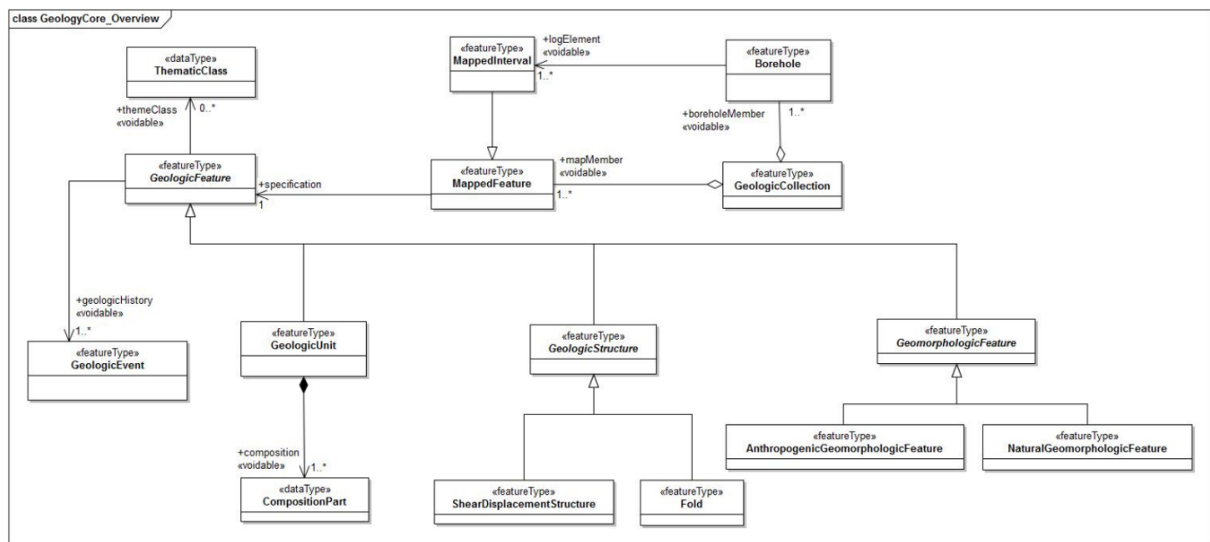 class GeologyCore_Overview
«dataType»
ThematicClass
+themeClass
«voidable»
0..*
«featureType»
MappedInterval
+logElement
«voidable»
1..*
«featureType»
Borehole
+boreholeMember
«voidable»
1..*
«featureType»
GeologicFeature
+specification
1
«featureType»
MappedFeature
+mapMember
«voidable»
1..*
«featureType»
GeologicCollection
+geologicHistory
«voidable»
1..*
«featureType»
GeologicEvent
«featureType»
GeologicUnit
«featureType»
GeologicStructure
«featureType»
GeomorphologicFeature
+composition
«voidable»
1..*
«dataType»
CompositionPart
«featureType»
ShearDisplacementStructure
«featureType»
Fold
«featureType»
AnthropogenicGeomorphologicFeature
«featureType»
NaturalGeomorphologicFeature